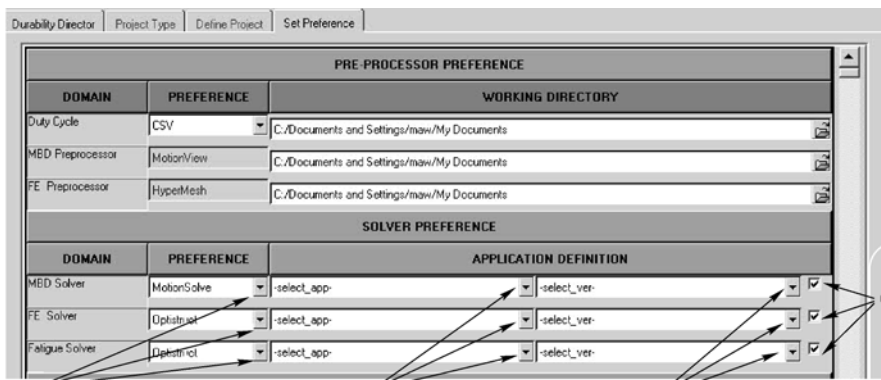 Durability Director Project Type Define Project Set Preference
PRE-PROCESSOR PREFERENCE
DOMAIN PREFERENCE WORKING DIRECTORY
Duty Cycle CSV C:/Documents and Settings/maw/My Documents
MBD Preprocessor MotionView C:/Documents and Settings/maw/My Documents
FE Preprocessor HyperMesh C:/Documents and Settings/maw/My Documents
SOLVER PREFERENCE
DOMAIN PREFERENCE APPLICATION DEFINITION
MBD Solver MotionSolve -select_app- -select_ver-
FE Solver Optistruct -select_app- -select_ver-
Fatigue Solver Optistruct -select_app- -select_ver-